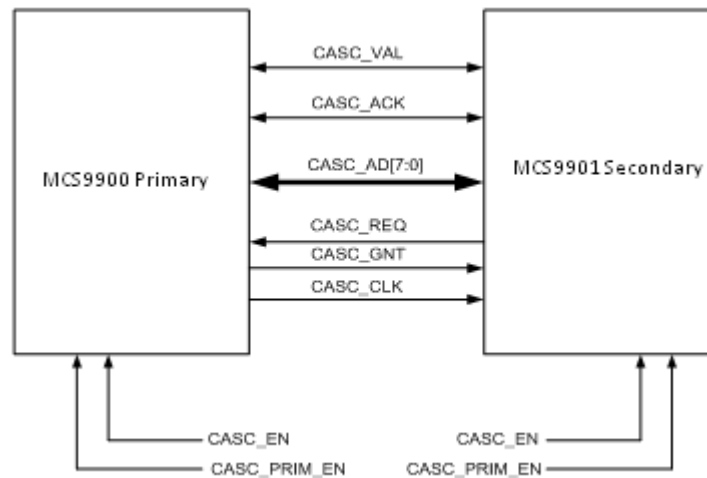 CASC_VAL
CASC_ACK
CASC_AD[7:0]
MCS9900 Primary
MCS9901 Secondary
CASC_REQ
CASC_GNT
CASC_CLK
CASC_EN
CASC_EN
CASC_PRIM_EN
CASC_PRIM_EN